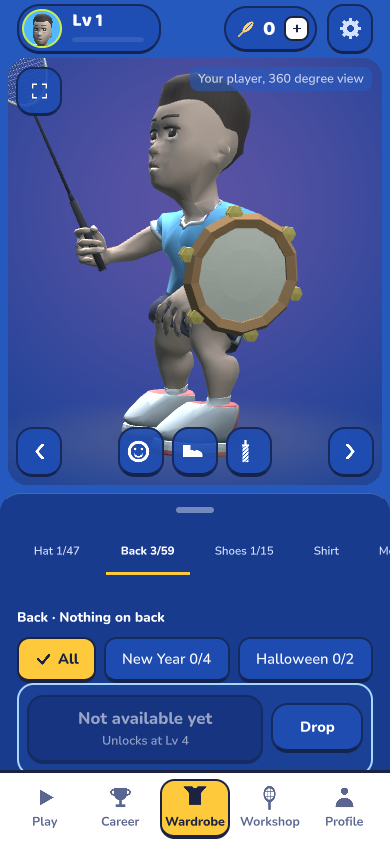 Lv 1
0
+
Your player, 360 degree view
Hat 1/47
Back 3/59
Shoes 1/15
Shirt
Back · Nothing on back
All
New Year 0/4
Halloween 0/2
Not available yet
Unlocks at Lv 4
Drop
Play
Career
Wardrobe
Workshop
Profile